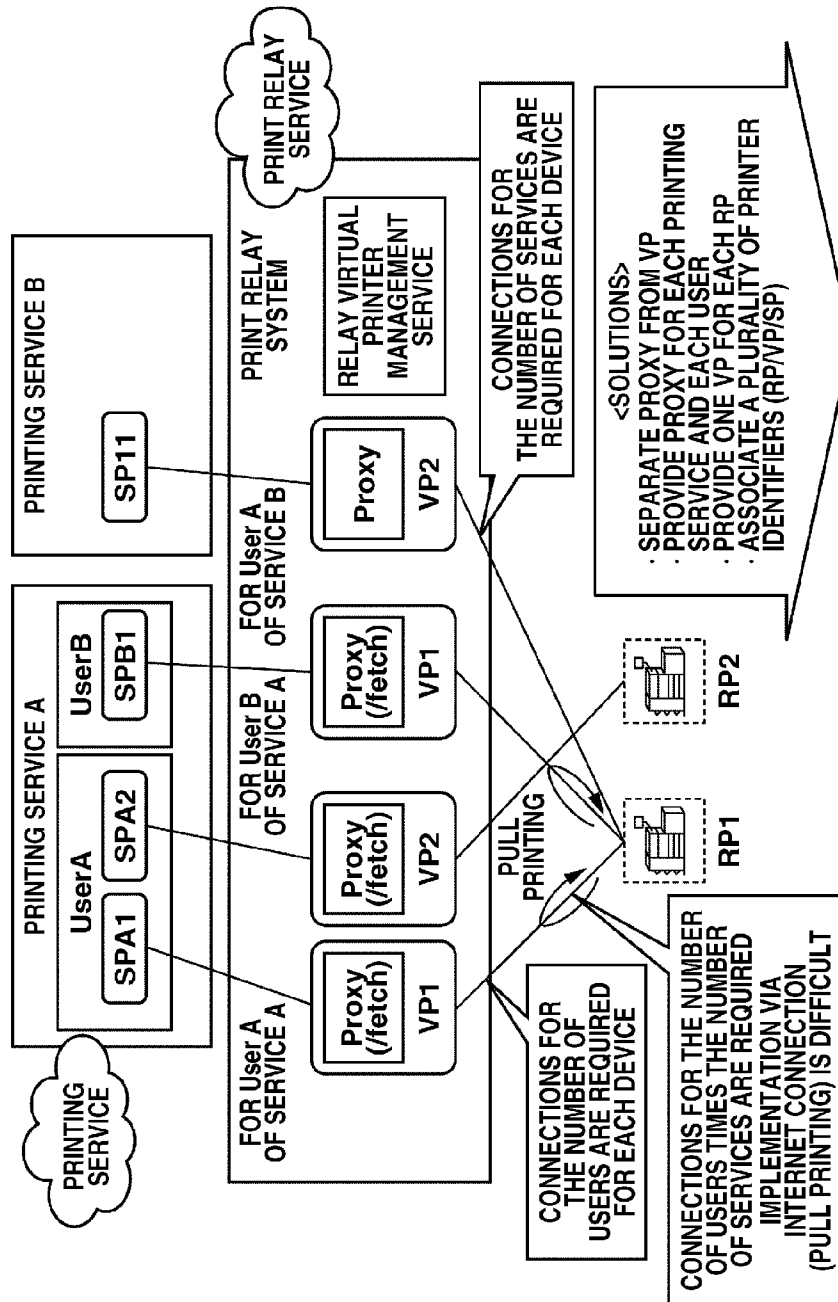 PRINTING
SERVICE
PRINTING SERVICE A
UserA
SPA1
SPA2
UserB
SPB1
PRINTING SERVICE B
SP11
PRINT RELAY
SERVICE
FOR User A
OF SERVICE A
FOR User B
OF SERVICE A
FOR User A
OF SERVICE B
PRINT RELAY
SYSTEM
Proxy
(/fetch)
VP1
Proxy
(/fetch)
VP2
Proxy
(/fetch)
VP1
Proxy
VP2
RELAY VIRTUAL
PRINTER
MANAGEMENT
SERVICE
PULL
PRINTING
CONNECTIONS FOR
THE NUMBER OF SERVICES ARE
REQUIRED FOR EACH DEVICE
CONNECTIONS FOR
THE NUMBER OF
USERS ARE REQUIRED
FOR EACH DEVICE
RP1
RP2
CONNECTIONS FOR THE NUMBER
OF USERS TIMES THE NUMBER
OF SERVICES ARE REQUIRED
IMPLEMENTATION VIA
INTERNET CONNECTION
(PULL PRINTING) IS DIFFICULT
<SOLUTIONS>
· SEPARATE PROXY FROM VP
· PROVIDE PROXY FOR EACH PRINTING
SERVICE AND EACH USER
· PROVIDE ONE VP FOR EACH RP
· ASSOCIATE A PLURALITY OF PRINTER
IDENTIFIERS (RP/VP/SP)